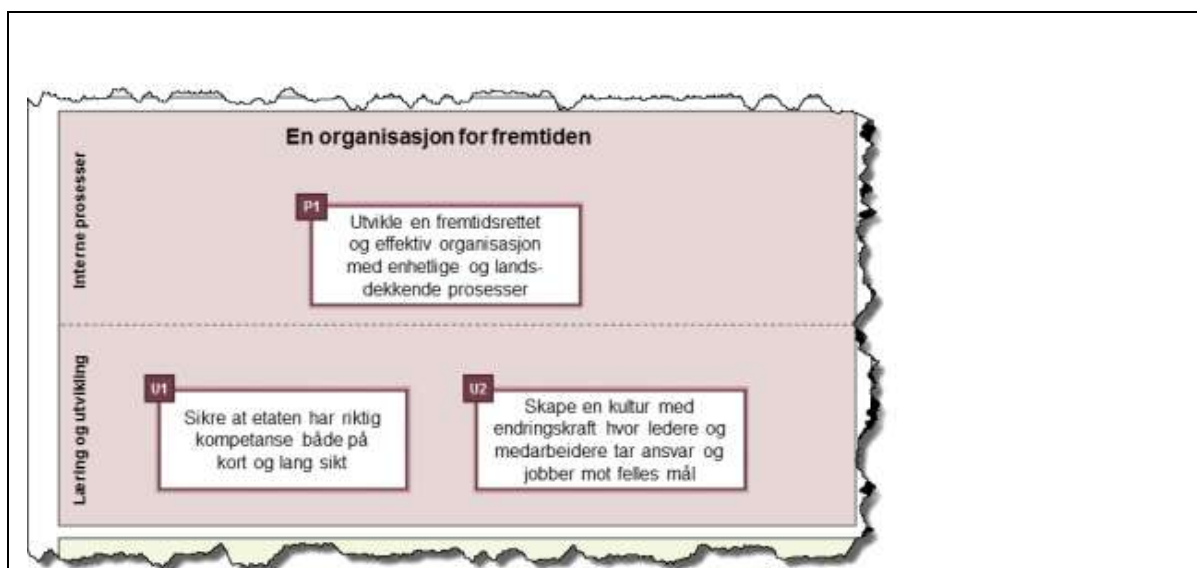 En organisasjon for fremtiden
Interne prosesser
P1
Utvikle en fremtidsrettet
og effektiv organisasjon
med enhetlige og lands-
dekkende prosesser
Læring og utvikling
U1
Sikre at etaten har riktig
kompetanse både på
kort og lang sikt
U2
Skape en kultur med
endringskraft hvor ledere og
medarbeidere tar ansvar og
jobber mot felles mål